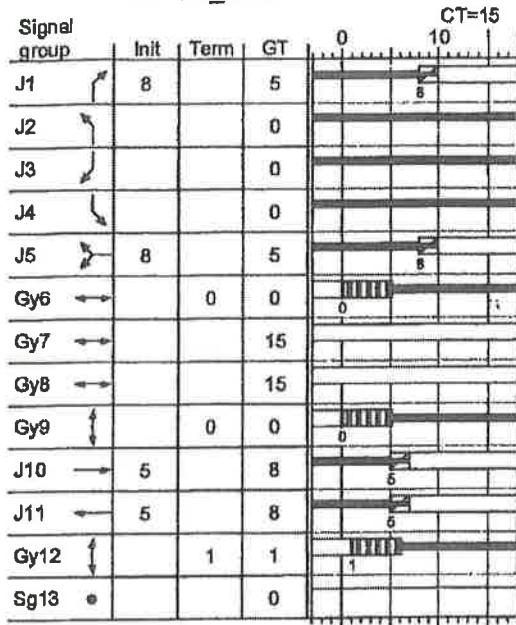 CT=15
Signal group Init Term GT 0 10
J1 8 5 8
J2 0
J3 0
J4 0
J5 8 5 8
Gy6 0 0 0
Gy7 15
Gy8 15
Gy9 0 0 0
J10 5 8 5
J11 5 8 5
Gy12 1 1 1
Sg13 0